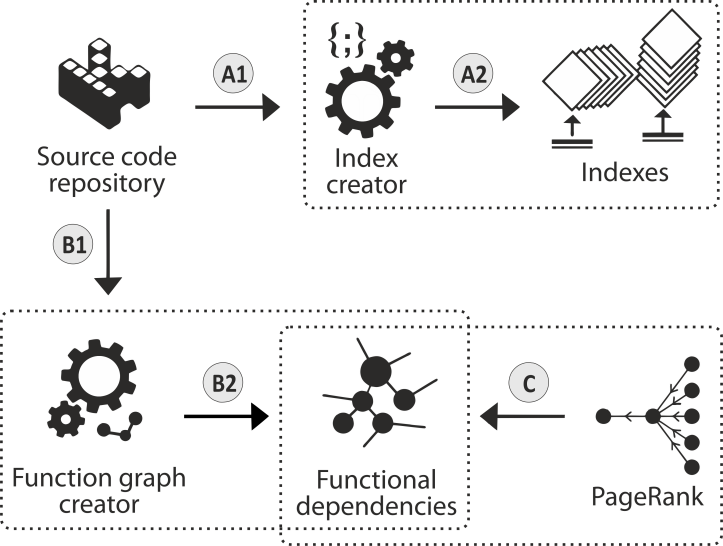 {;}
A1
A2
Source code
repository
Index
creator
Indexes
B1
B2
C
Function graph
creator
Functional
dependencies
PageRank